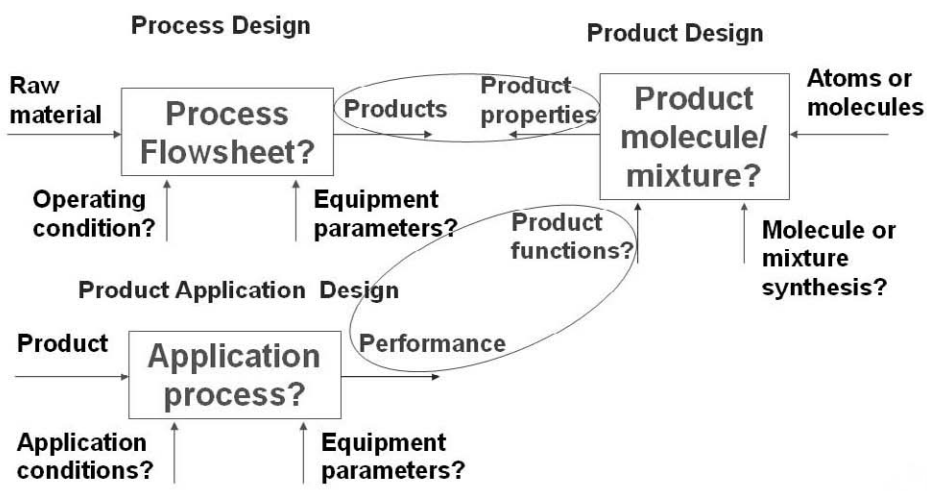 Process Design
Product Design
Raw
material
Process
Flowsheet?
Products
Product
properties
Product
molecule/
mixture?
Atoms or
molecules
Operating
condition?
Equipment
parameters?
Product
functions?
Molecule or
mixture
synthesis?
Product Application Design
Product
Application
process?
Performance
Application
conditions?
Equipment
parameters?